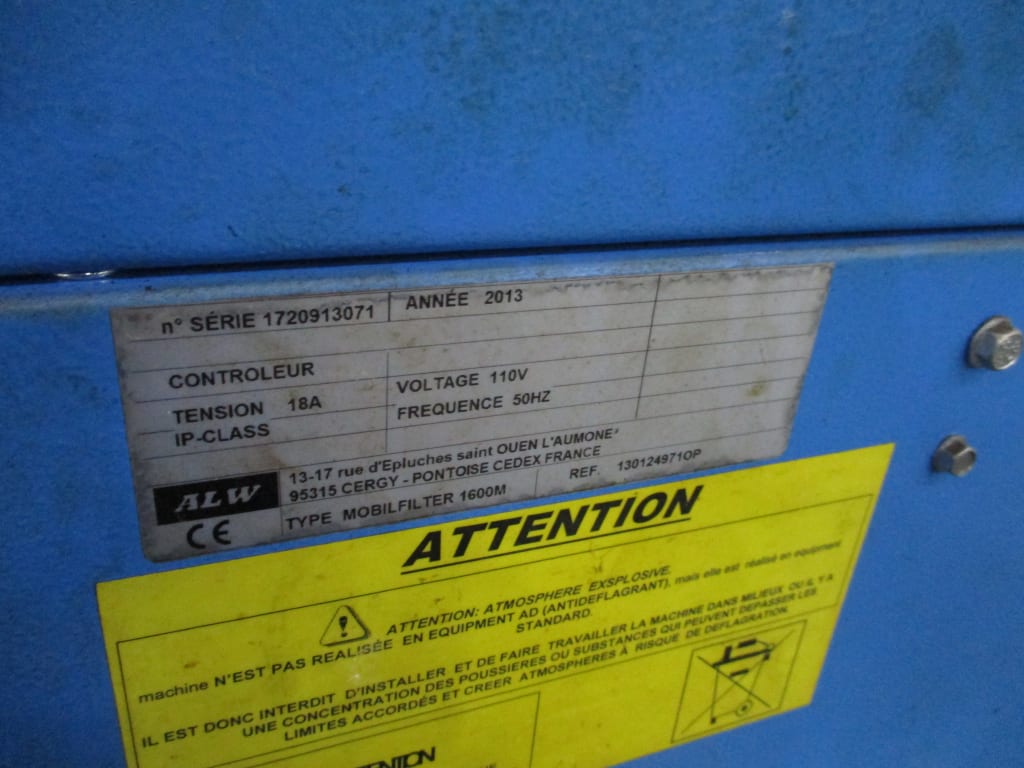 n° SÉRIE 1720913071 ANNÉE 2013
CONTROLEUR
TENSION 18A VOLTAGE 110V
IP-CLASS FREQUENCE 50HZ
ALW 13-17 rue d'Epluches saint OUEN L'AUMONE
95315 CERGY - PONTOISE CEDEX FRANCE
CE TYPE MOBILFILTER 1600M REF. 130124971OP
ATTENTION
ATTENTION: ATMOSPHERE EXSPLOSIVE.
machine N'EST PAS REALISÉE EN EQUIPMENT AD (ANTIDEFLAGRANT), mais elle est réalisé en equipment
STANDARD.
IL EST DONC INTERDIT D'INSTALLER ET DE FAIRE TRAVAILLER LA MACHINE DANS MILIEUX OU IL Y A
UNE CONCENTRATION DES POUSSIERES OU SUBSTANCES QUI PEUVENT DEPASSER LES
LIMITES ACCORDÉS ET CREER ATMOSPHERES À RISQUE DE DEFLAGRATION.